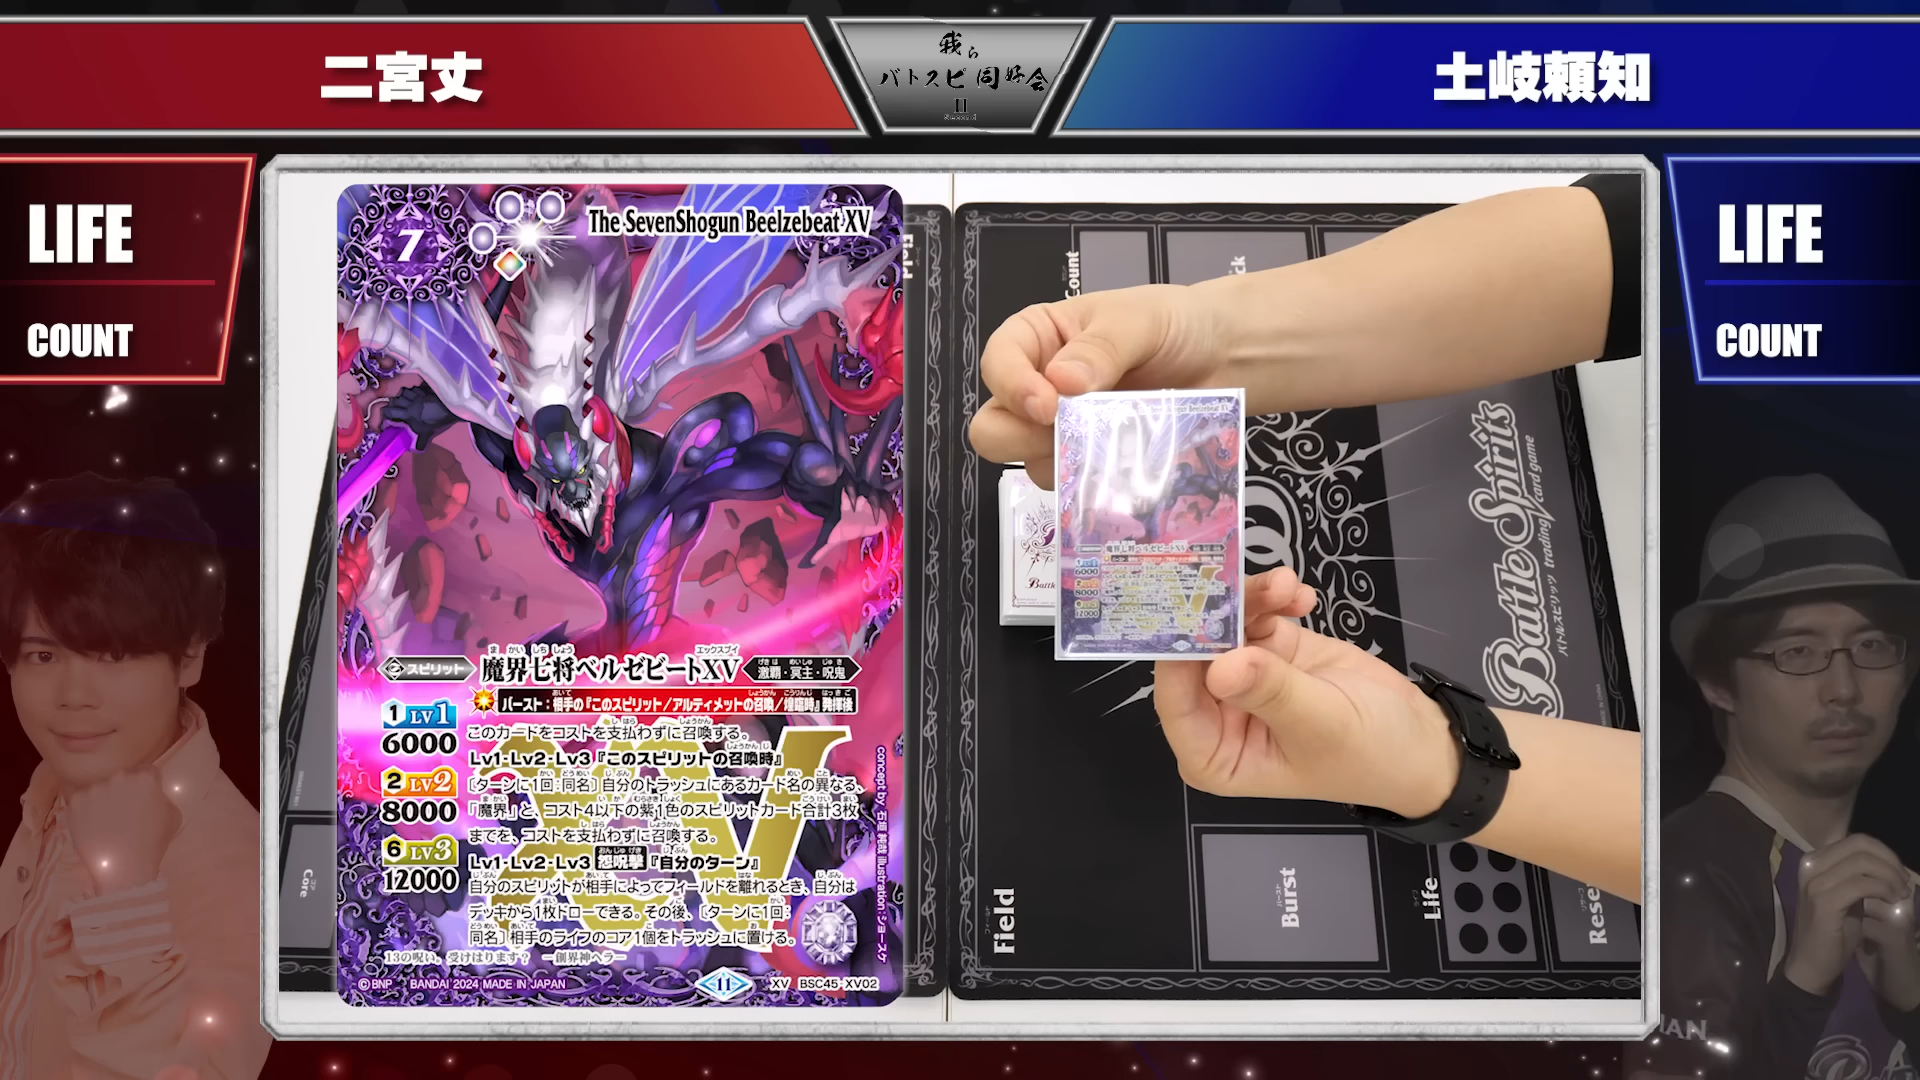 二宮丈
我ら
バトスピ同好会
II
Second
土岐頼知
LIFE
COUNT
LIFE
COUNT
7
The SevenShogun Beelzebeat XV
スピリット
魔界七将ベルゼビートXV
激覇・冥主・呪鬼
バースト：相手の『このスピリット／アルティメットの召喚／煌臨時』発揮後
このカードをコストを支払わずに召喚する。
Lv1・Lv2・Lv3『このスピリットの召喚時』
〔ターンに1回：同名〕自分のトラッシュにあるカード名の異なる、
「魔界」と、コスト4以下の紫1色のスピリットカード合計3枚
までを、コストを支払わずに召喚する。
Lv1・Lv2・Lv3 怨呪撃『自分のターン』
自分のスピリットが相手によってフィールドを離れるとき、自分は
デッキから1枚ドローできる。その後、〔ターンに1回：
同名〕相手のライフのコア1個をトラッシュに置ける。
1 LV1
6000
2 LV2
8000
6 LV3
12000
13の呪い、受けはります？ ー創界神ヘラー
©BNP BANDAI 2024 MADE IN JAPAN
11
XV BSC45-XV02
Count
Field
Burst
Life
Core
Battle Spirits
バトルスピリッツ trading card game